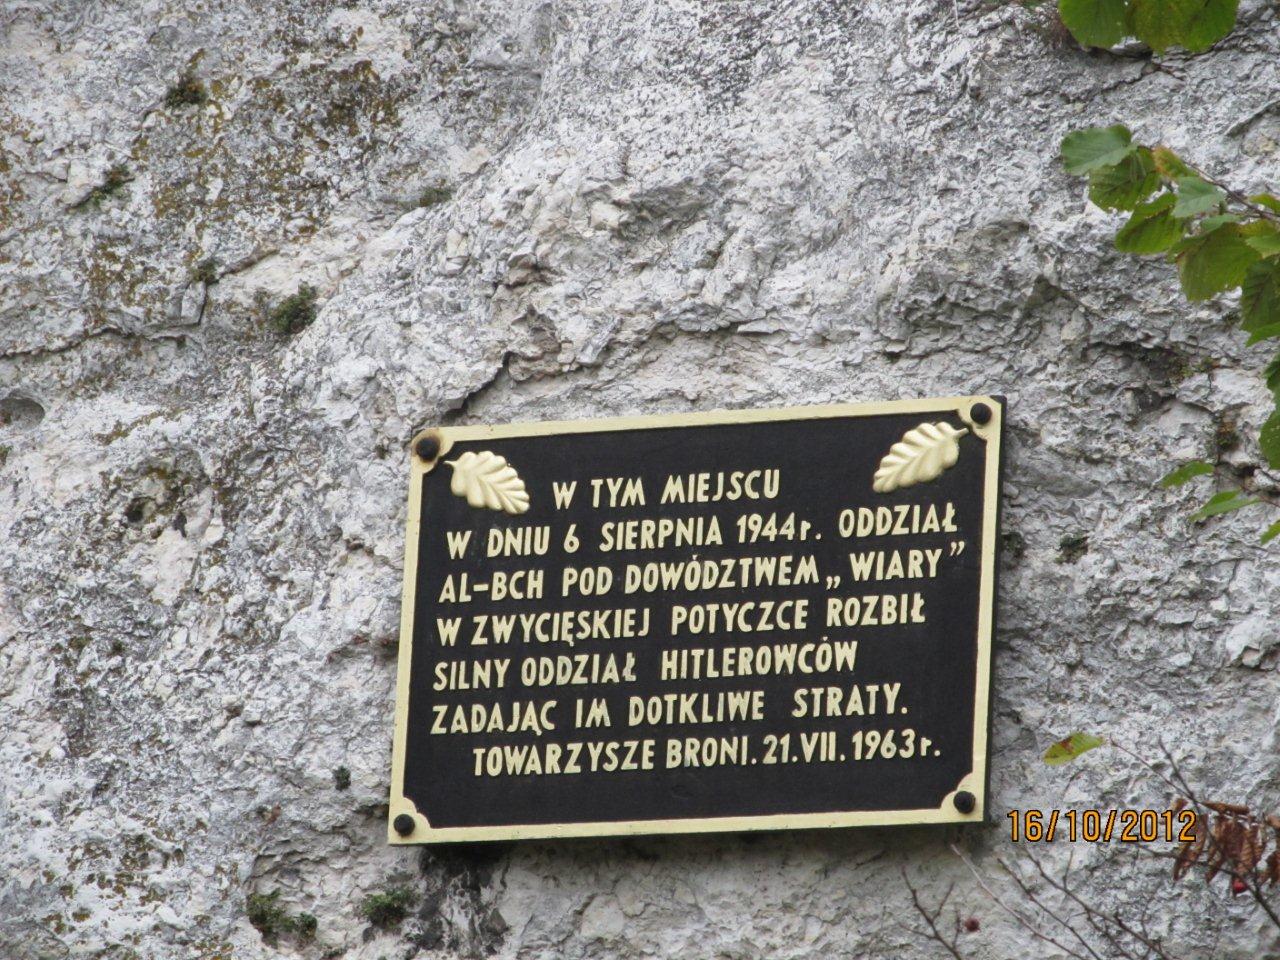 W TYM MIEJSCU
W DNIU 6 SIERPNIA 1944r. ODDZIAŁ
AL-BCH POD DOWÓDZTWEM „WIARY”
W ZWYCIĘSKIEJ POTYCZCE ROZBIŁ
SILNY ODDZIAŁ HITLEROWCÓW
ZADAJĄC IM DOTKLIWE STRATY.
TOWARZYSZE BRONI. 21.VII.1963r.
16/10/2012